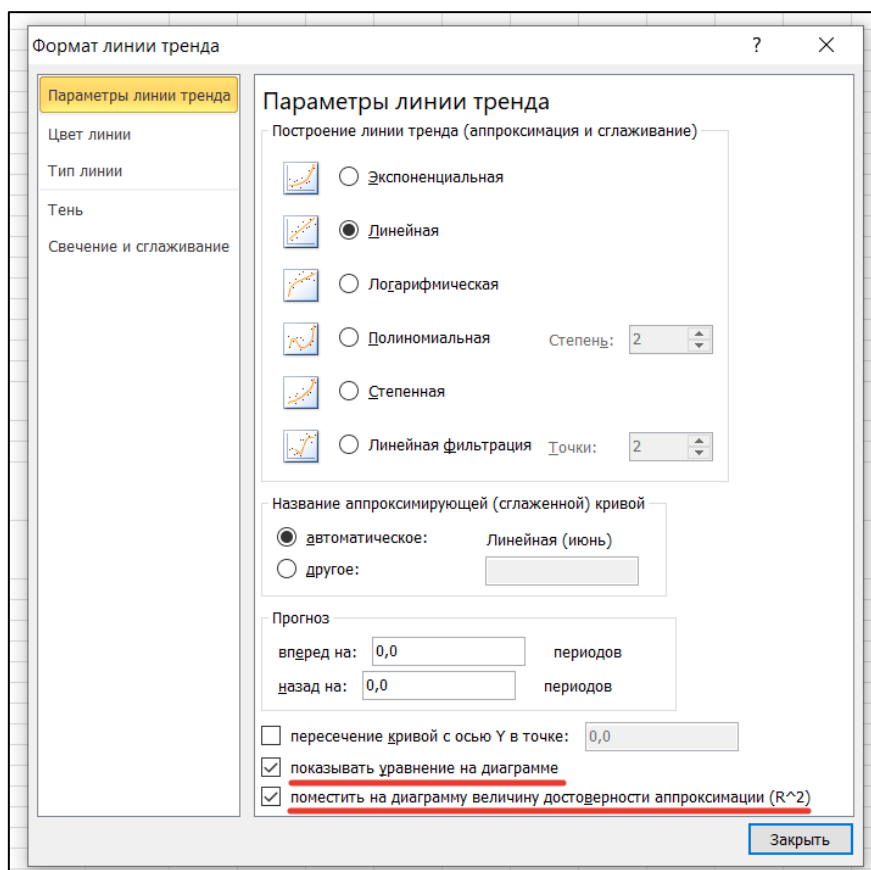 Формат линии тренда
?
Параметры линии тренда
Цвет линии
Тип линии
Тень
Свечение и сглаживание
Параметры линии тренда
Построение линии тренда (аппроксимация и сглаживание)
Экспоненциальная
Линейная
Логарифмическая
Полиномиальная Степень: 2
Степенная
Линейная фильтрация Точки: 2
Название аппроксимирующей (сглаженной) кривой
автоматическое: Линейная (июнь)
другое:
Прогноз
вперед на: 0,0 периодов
назад на: 0,0 периодов
пересечение кривой с осью Y в точке: 0,0
показывать уравнение на диаграмме
поместить на диаграмму величину достоверности аппроксимации (R^2)
Закрыть